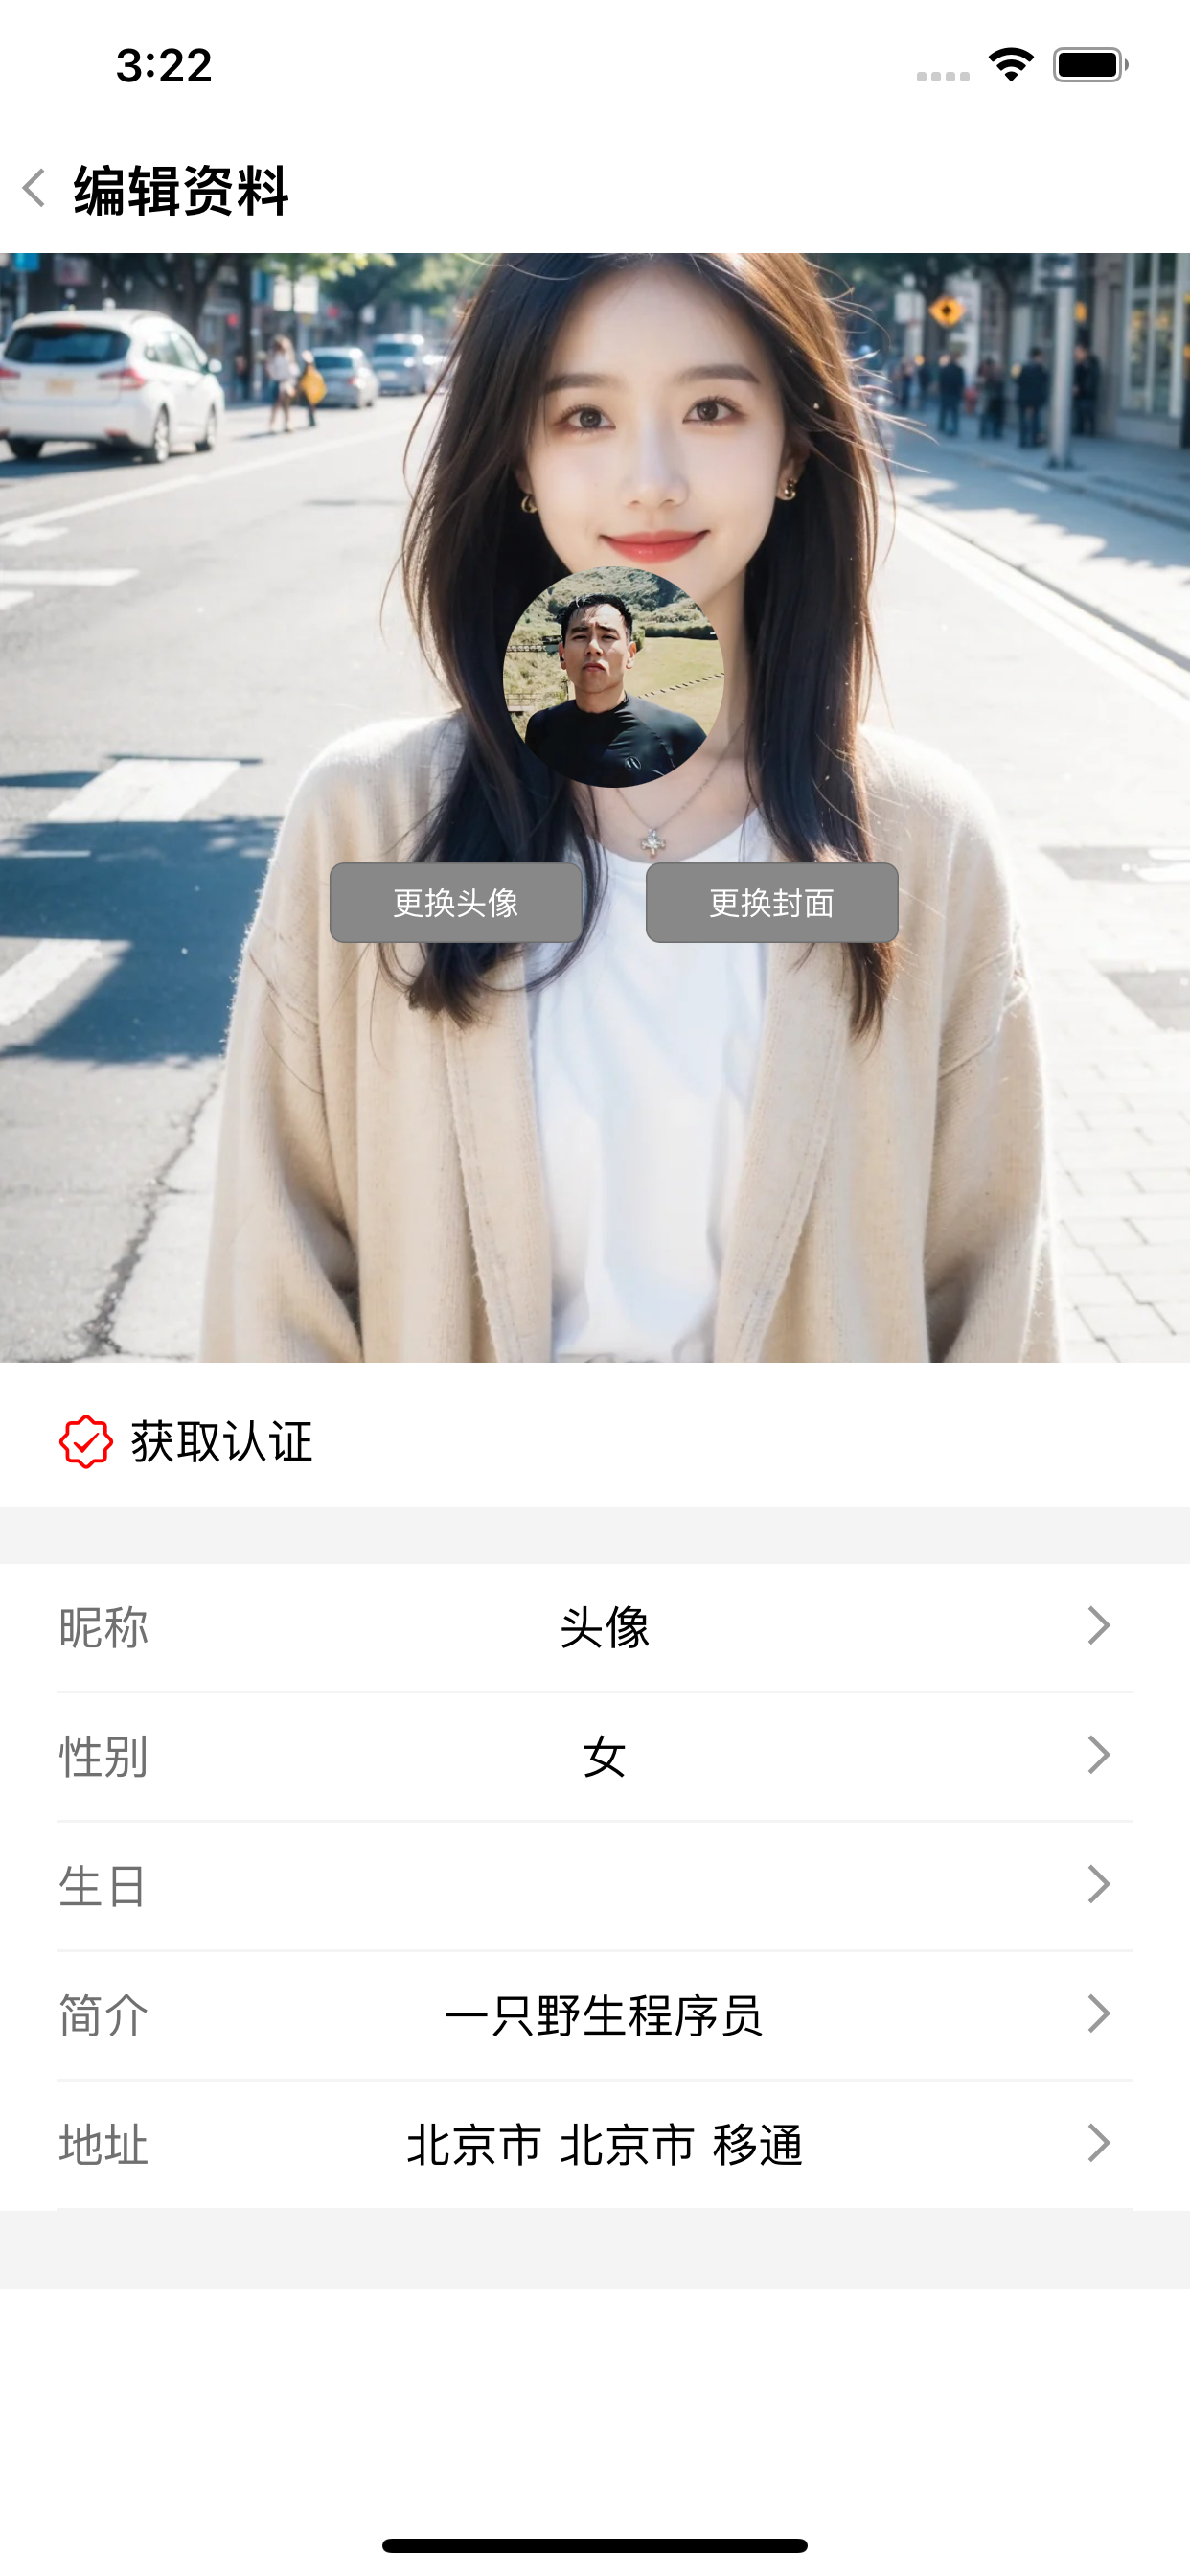 3:22
编辑资料
更换头像 更换封面
获取认证
昵称 头像
性别 女
生日
简介 一只野生程序员
地址 北京市 北京市 移通